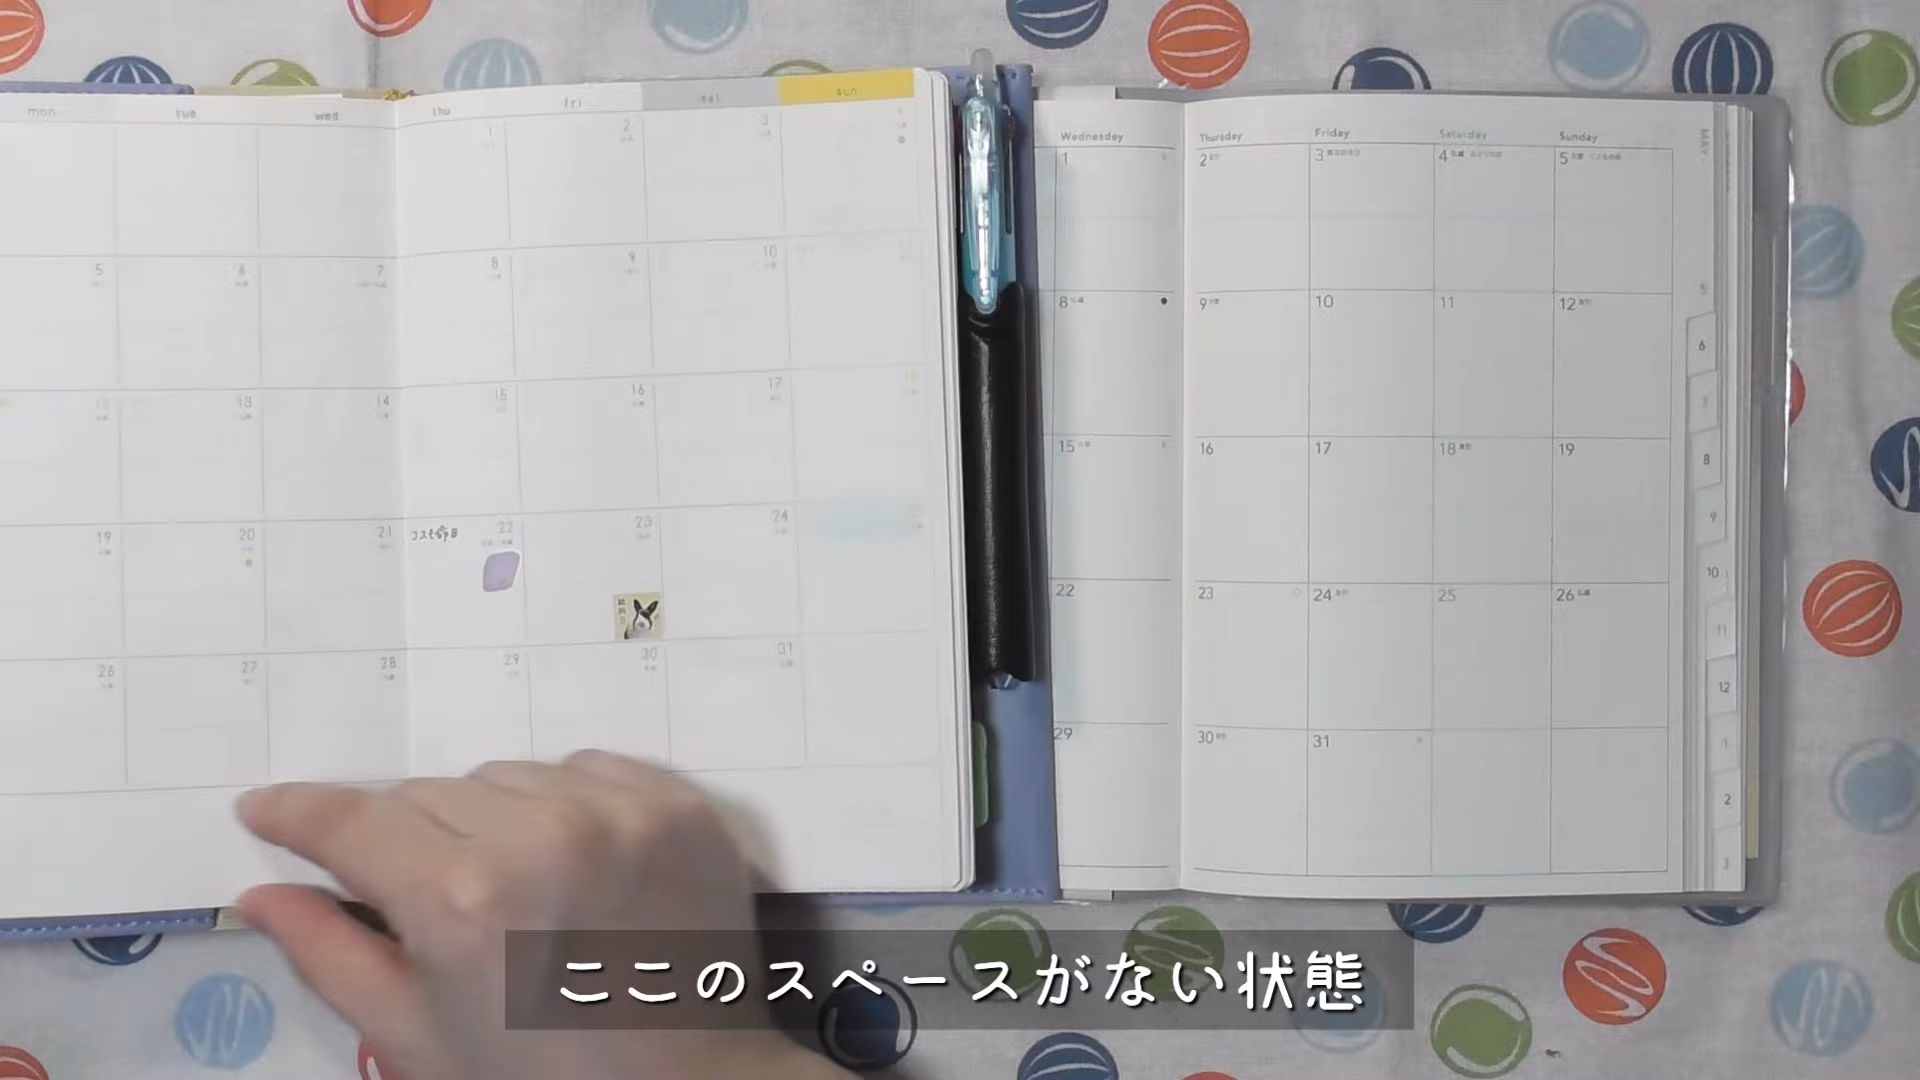 mon tue wed thu fri sat sun
1 2 3 4
5 6 7 8 9 10
12 13 14 15 16 17
19 20 21 22 23 24
コスモ命日
26 27 28 29 30 31
Wednesday Thursday Friday Saturday Sunday
MAY
1 2 3 4 5
8 9 10 11 12
15 16 17 18 19
22 23 24 25 26
29 30 31
5
6
7
8
9
10
11
12
1
2
3
ここのスペースがない状態